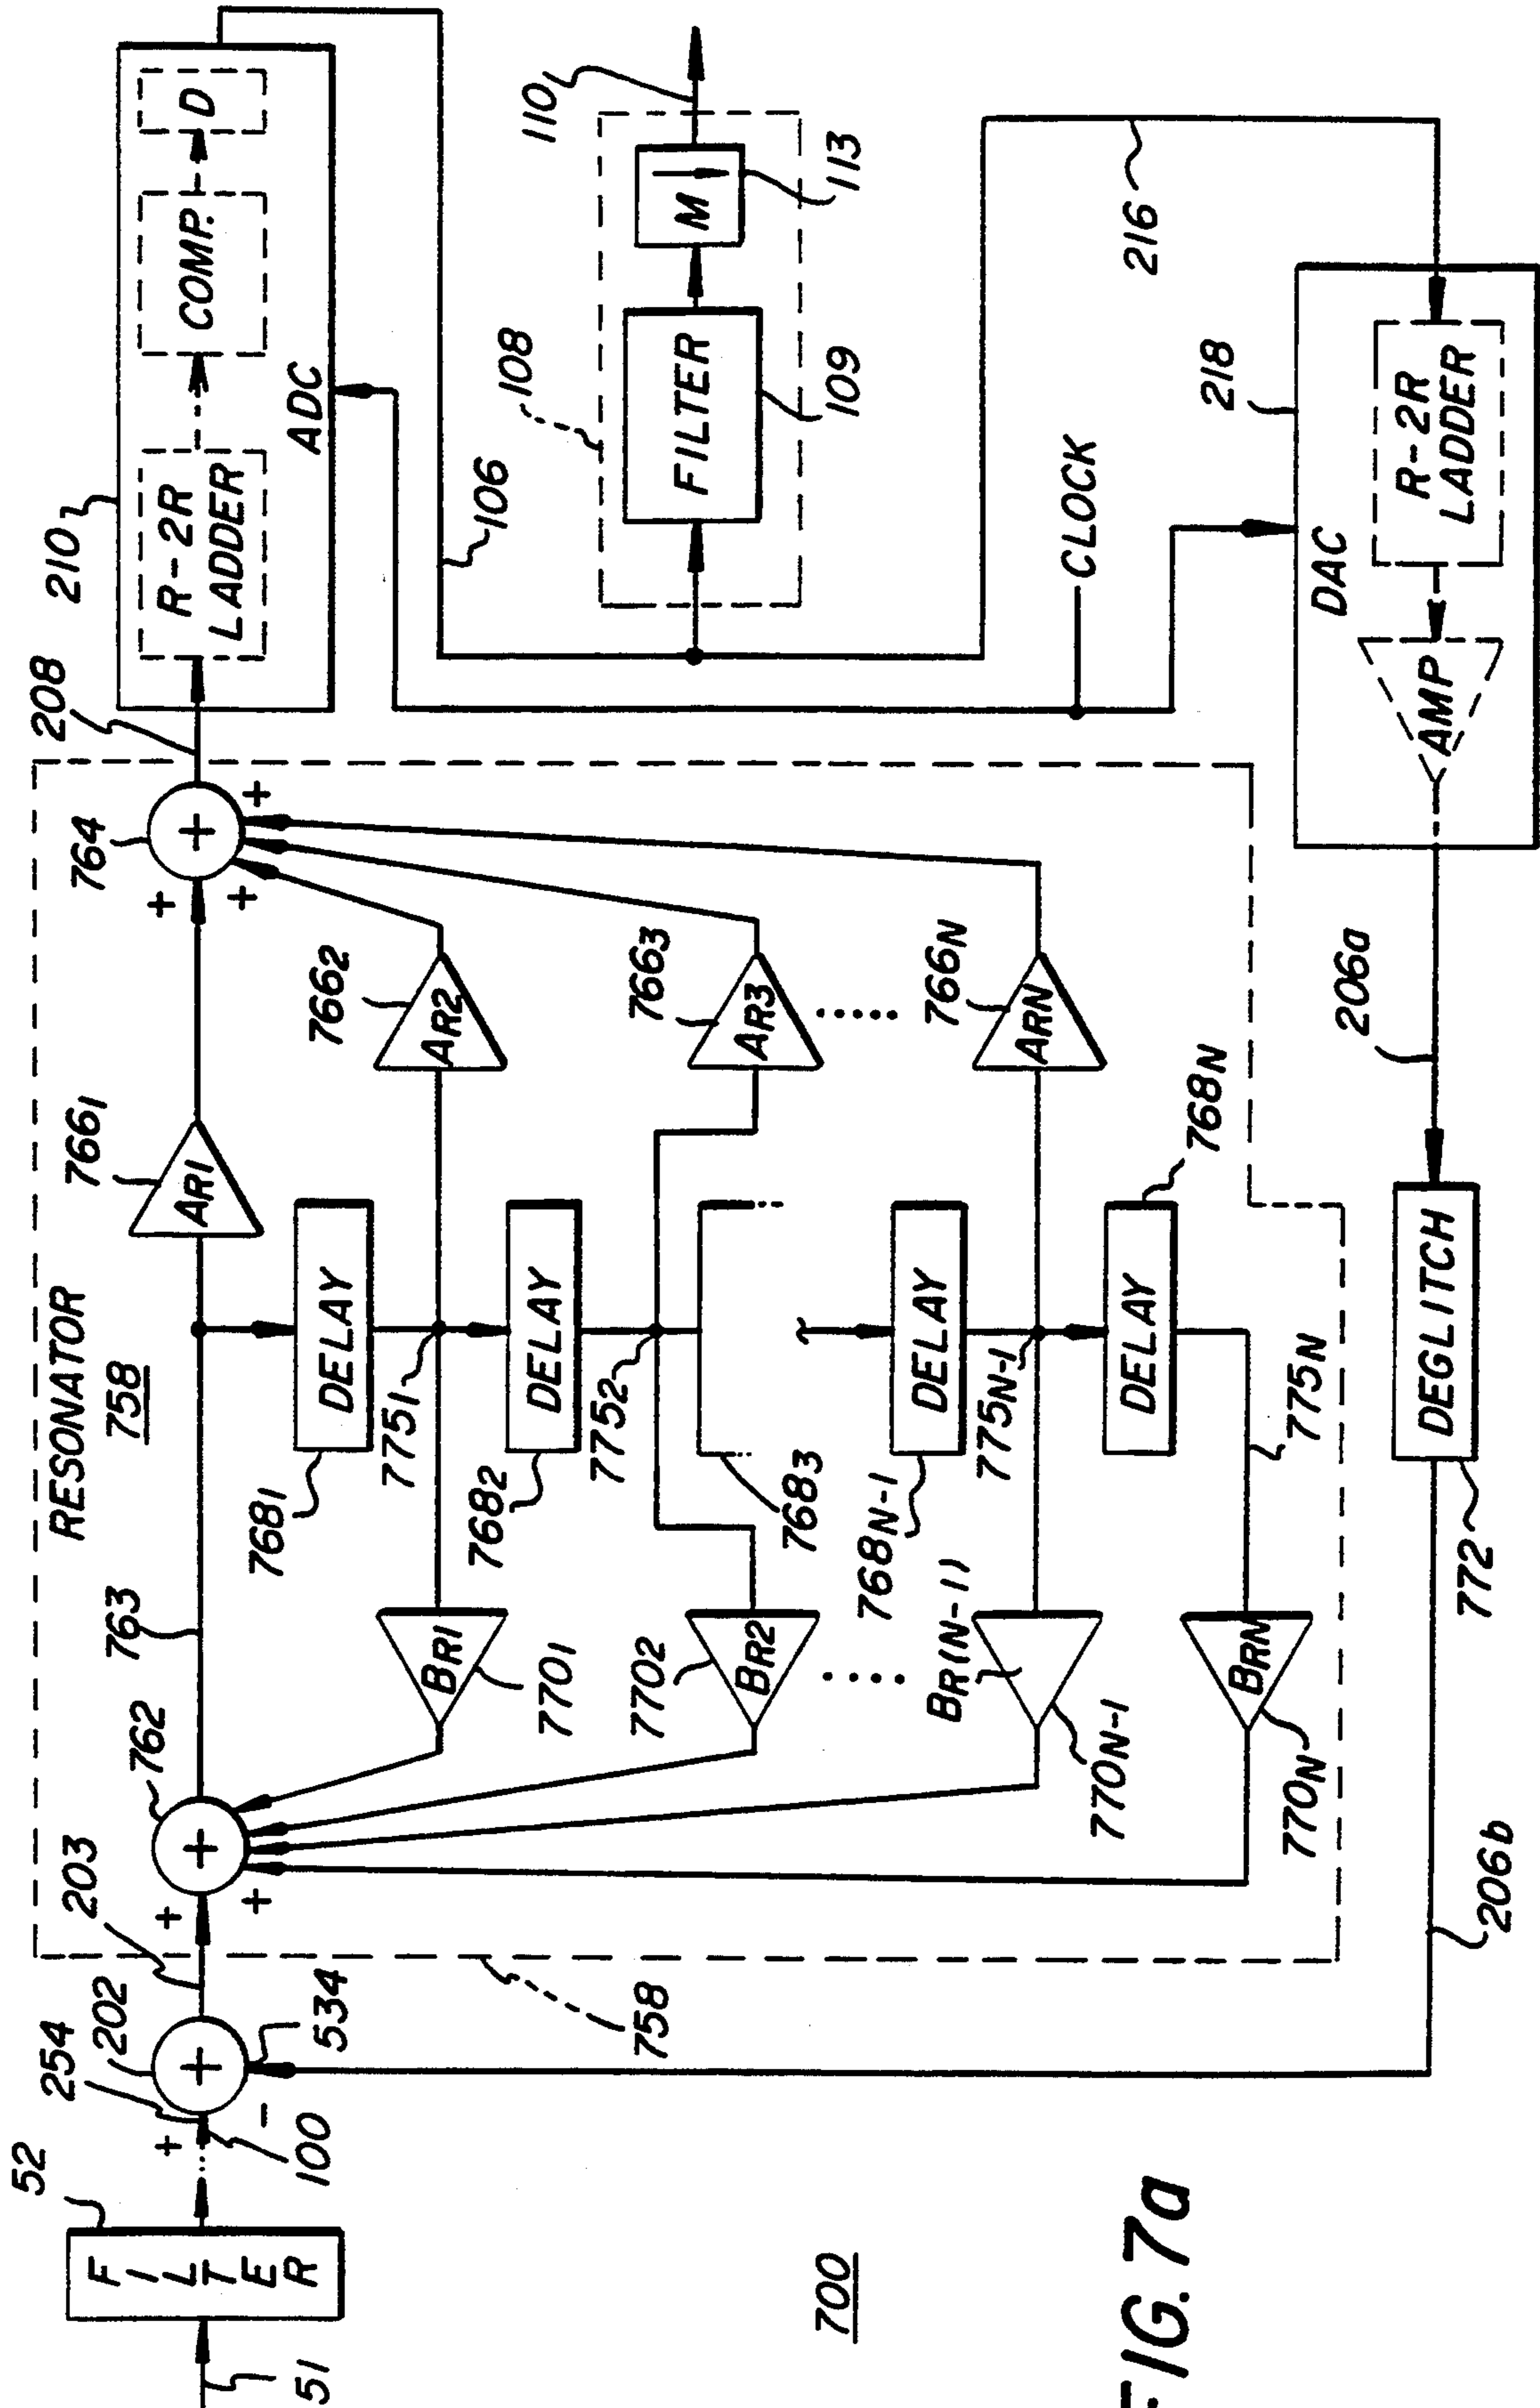 51
52
FILTER
254
202
+
+
-
100
534
203
762
+
+
+
763
RESONATOR
758
758
7661
AR1
764
+
+
+
+
208
210
R-2R
LADDER
COMP.
D
ADC
7681
DELAY
7751
7662
AR2
BR1
7701
7682
DELAY
7752
7663
AR3
BR2
7702
7683
768N-1
DELAY
775N-1
766N
ARN
BR(N-1)
770N-1
768N
DELAY
775N
BRN
770N
106
108
FILTER
109
M
113
110
CLOCK
216
218
DAC
R-2R
LADDER
AMP
206a
DEGLITCH
772
206b
700
FIG. 7a